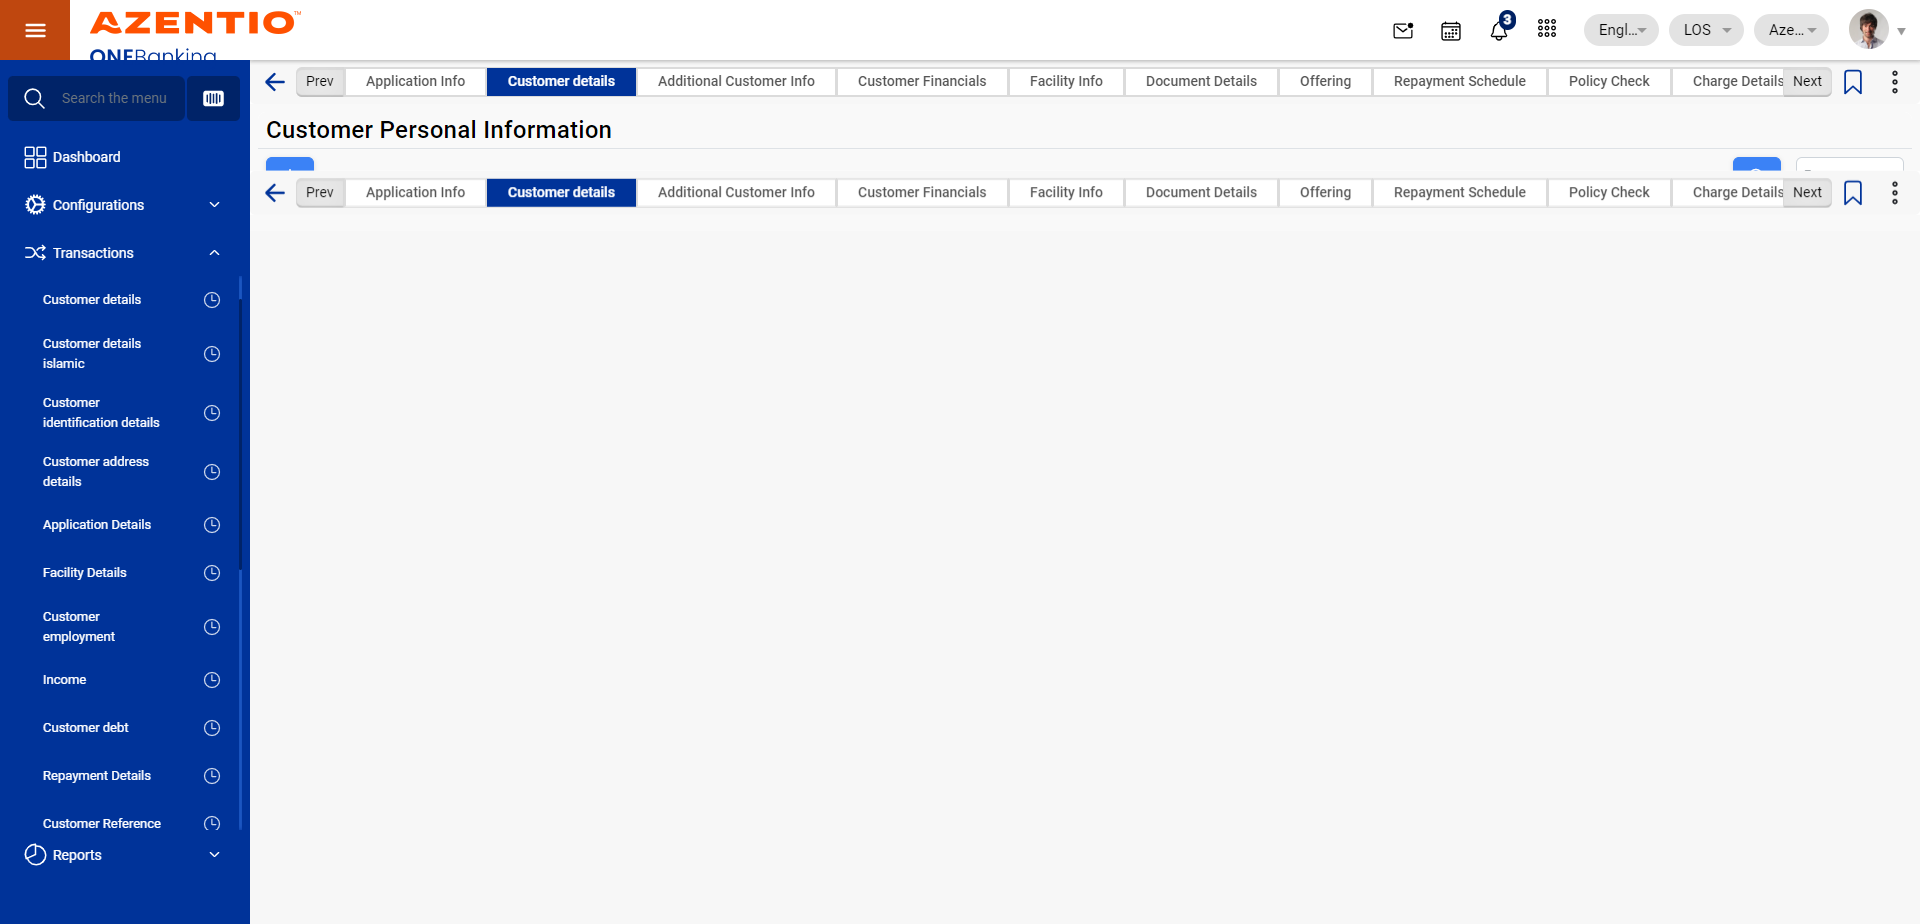 AZENTIO™
ONEBanking
3
Engl...
LOS
Aze...
Search the menu
Dashboard
Configurations
Transactions
Customer details
Customer details
islamic
Customer
identification details
Customer address
details
Application Details
Facility Details
Customer
employment
Income
Customer debt
Repayment Details
Customer Reference
Reports
Prev
Application Info
Customer details
Additional Customer Info
Customer Financials
Facility Info
Document Details
Offering
Repayment Schedule
Policy Check
Charge Details
Next
Customer Personal Information
Prev
Application Info
Customer details
Additional Customer Info
Customer Financials
Facility Info
Document Details
Offering
Repayment Schedule
Policy Check
Charge Details
Next